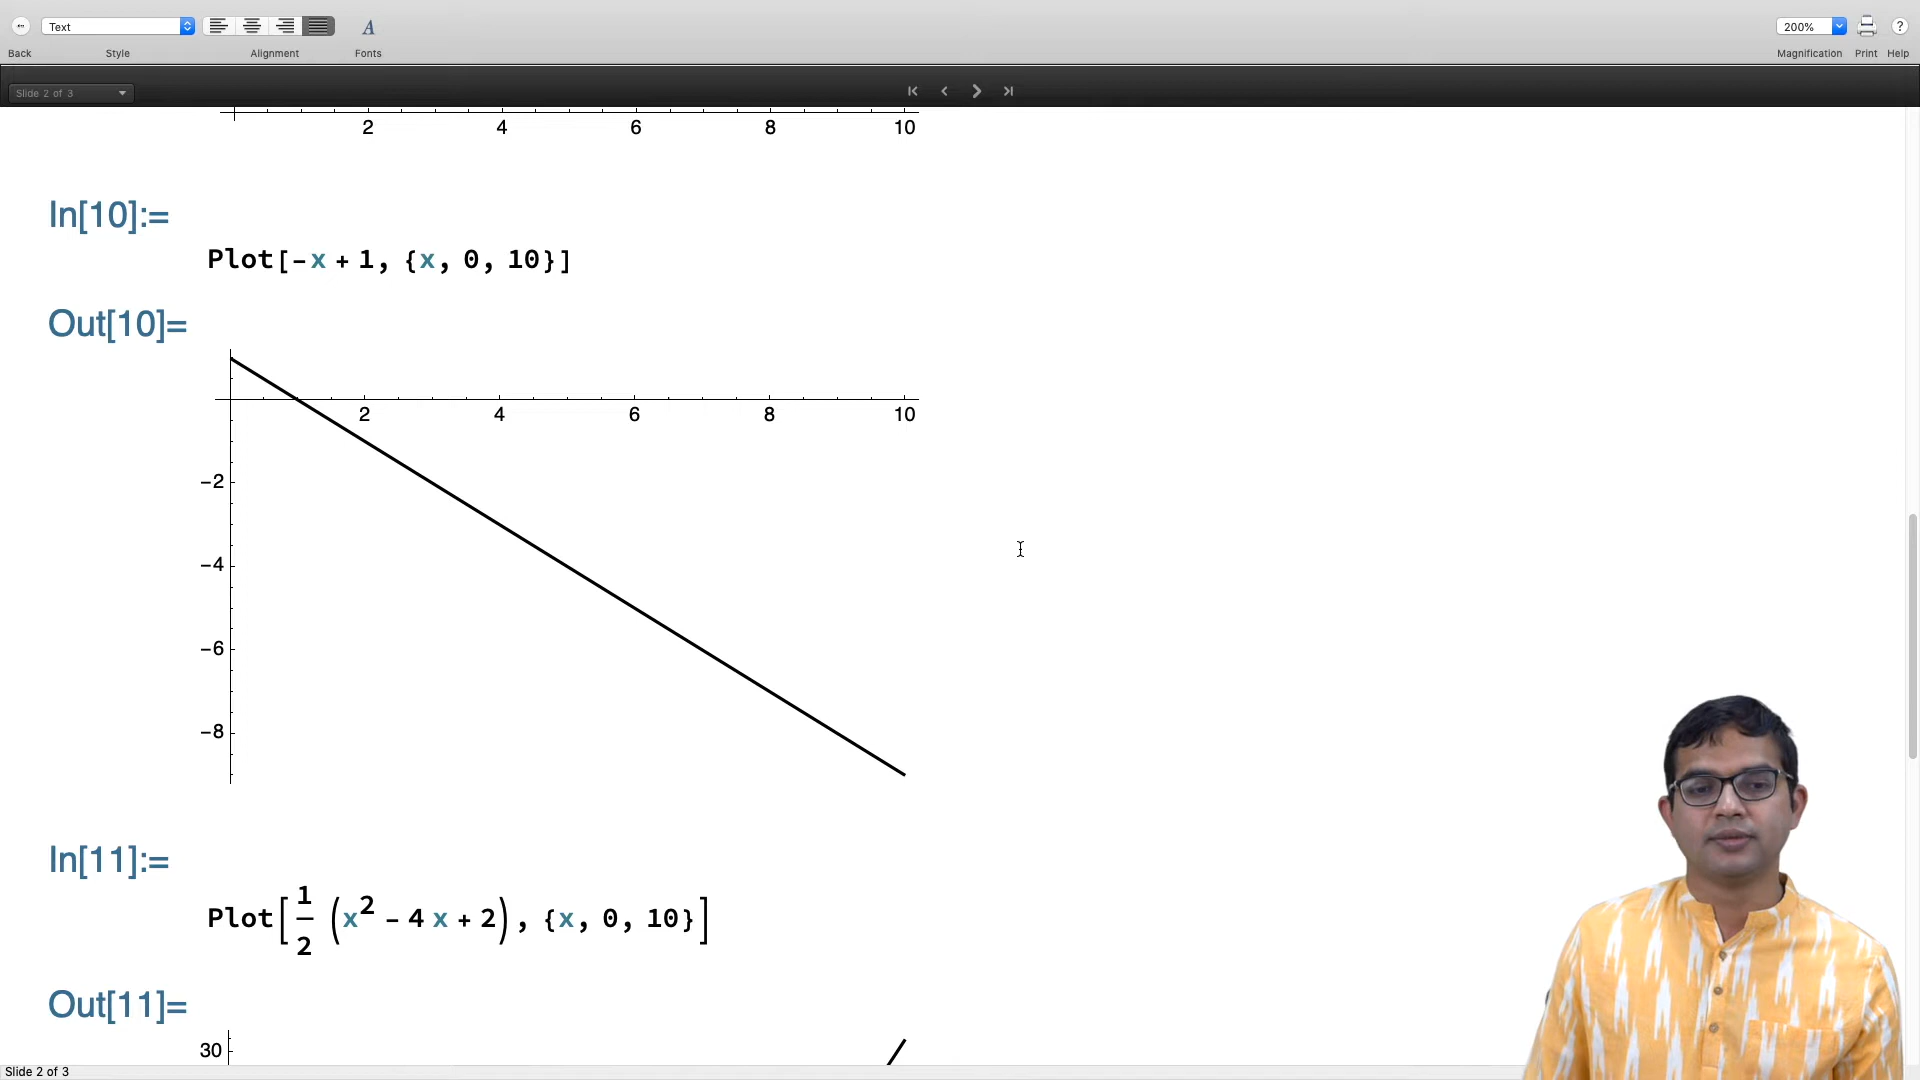 Text
200%
Back
Style
Alignment
Fonts
Magnification
Print
Help
Slide 2 of 3
2 4 6 8 10
In[10]:=
Plot[-x + 1, {x, 0, 10}]
Out[10]=
2 4 6 8 10
-2
-4
-6
-8
In[11]:=
Plot[1/2 (x^2 - 4 x + 2), {x, 0, 10}]
Out[11]=
30
Slide 2 of 3